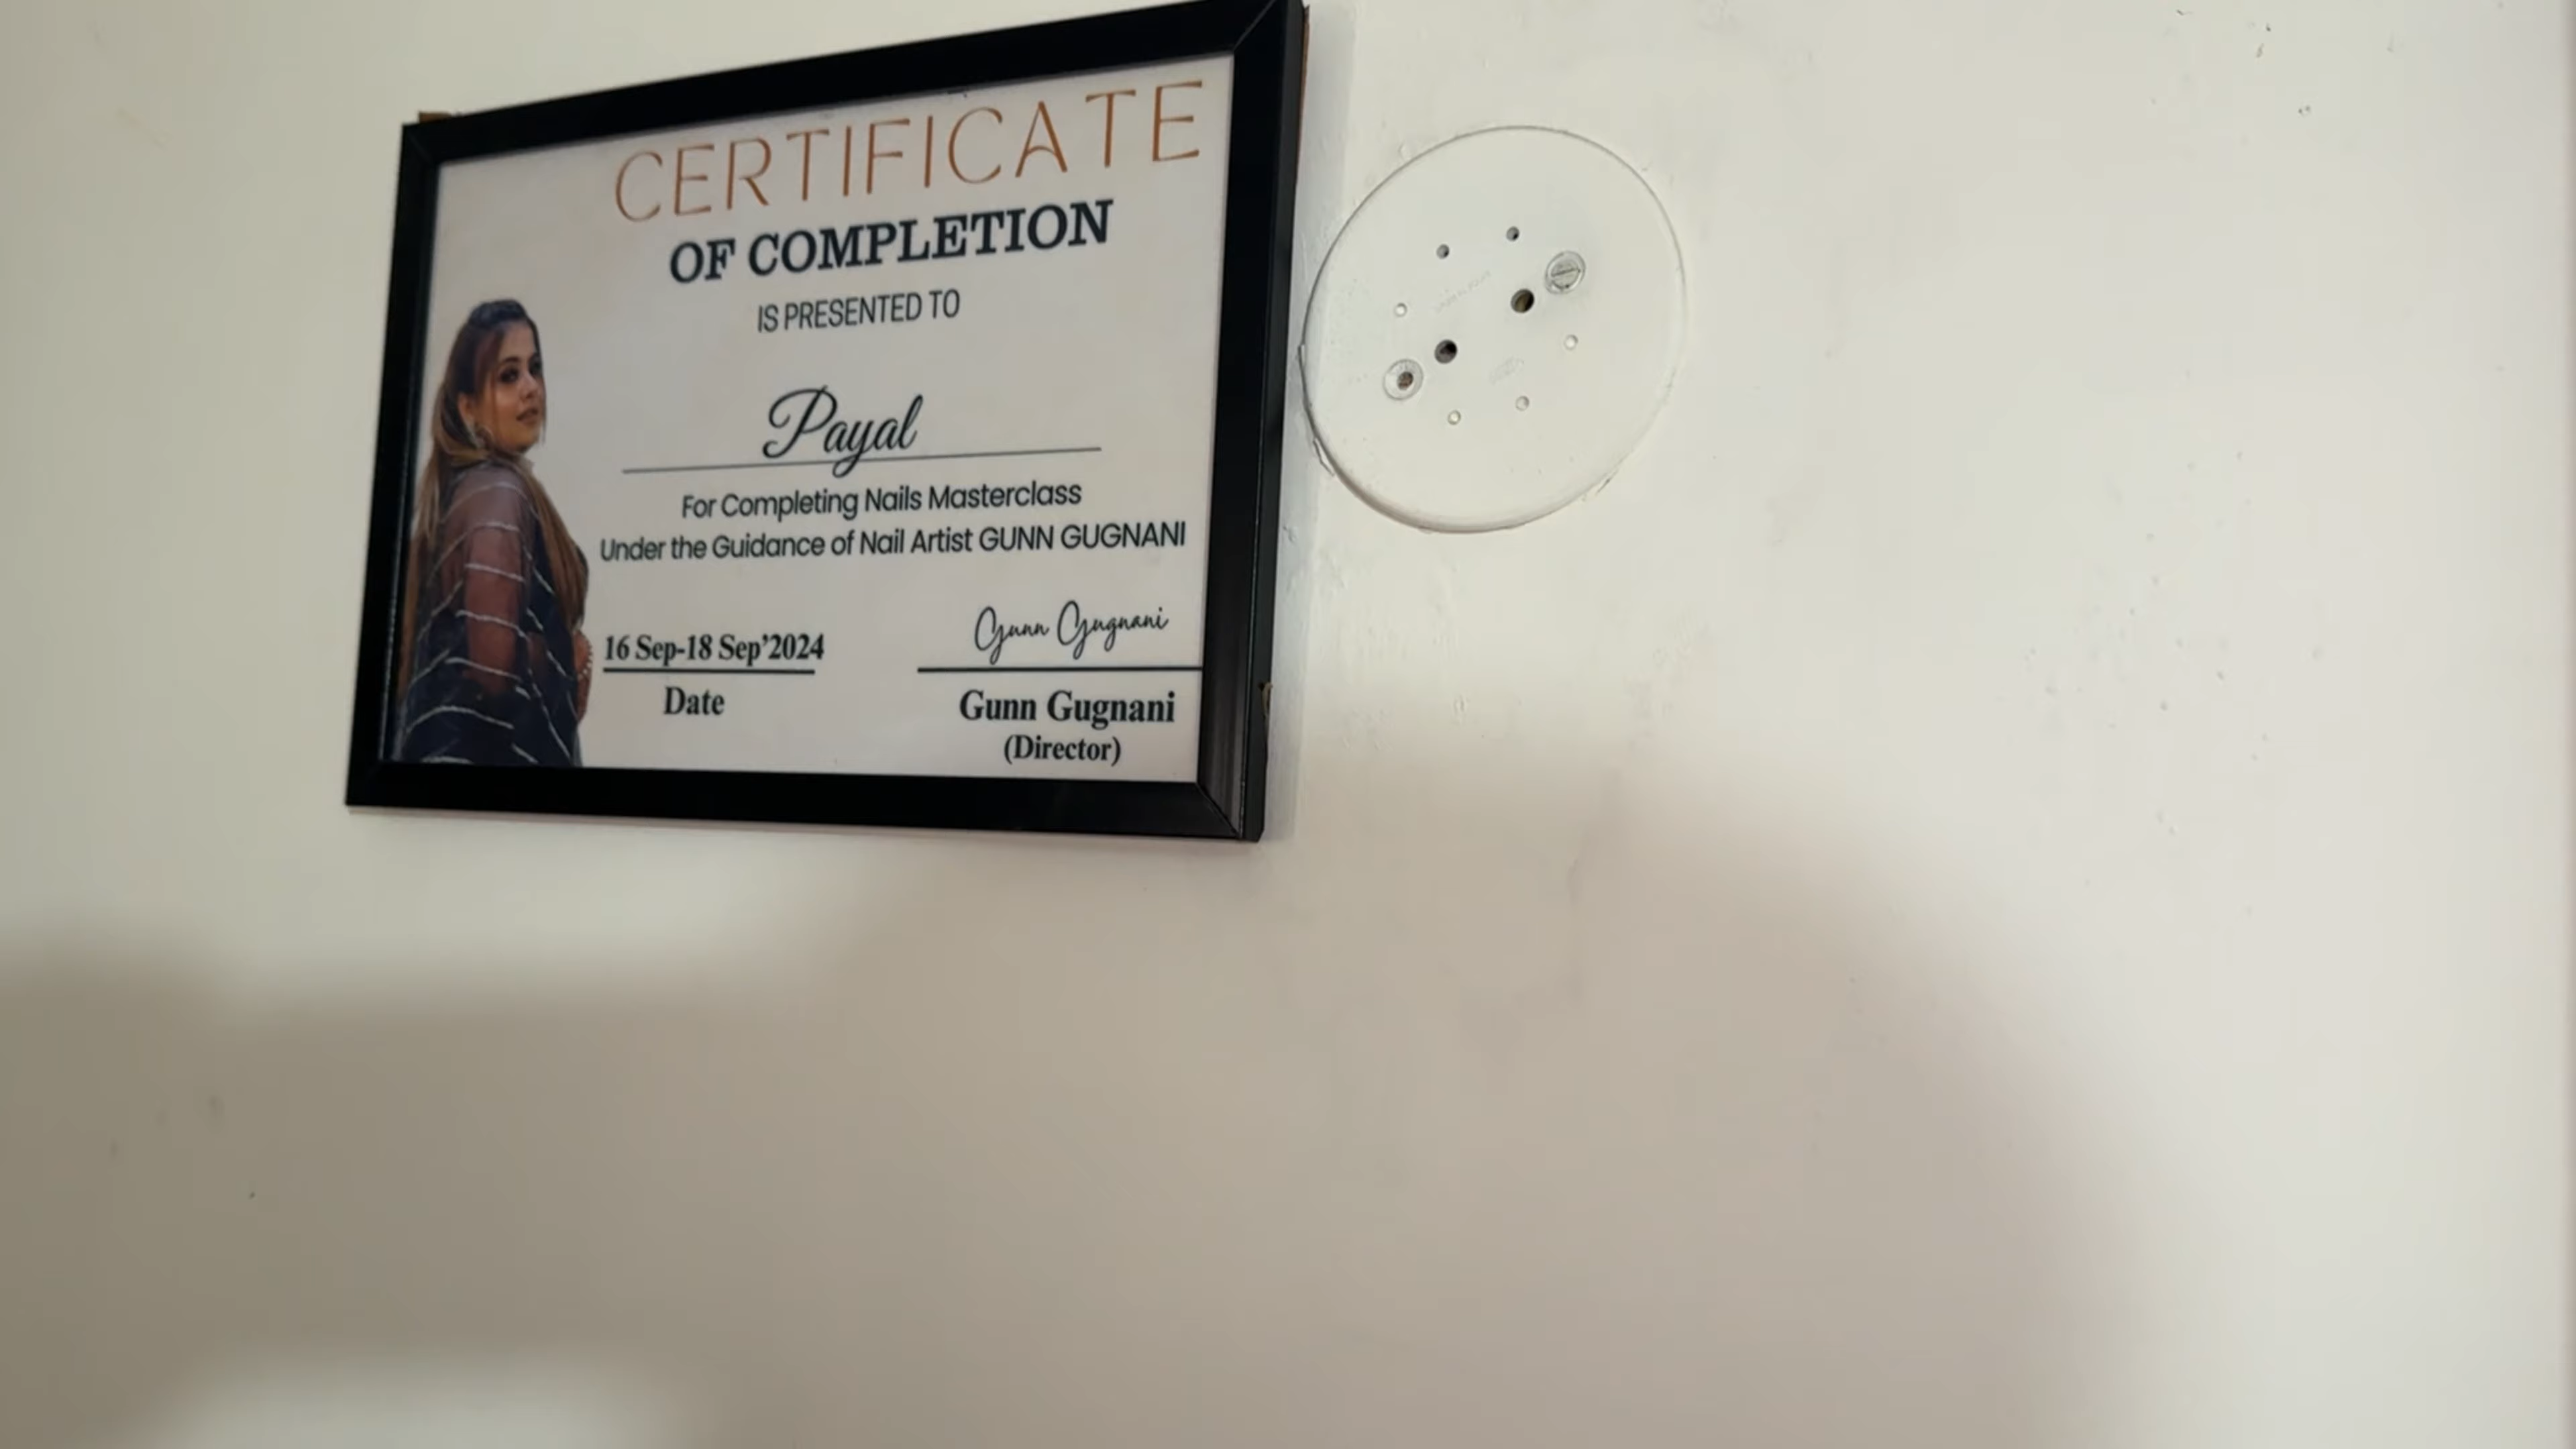 CERTIFICATE
OF COMPLETION
IS PRESENTED TO
Payal
For Completing Nails Masterclass
Under the Guidance of Nail Artist GUNN GUGNANI
16 Sep-18 Sep'2024
Date
Gunn Gugnani
Gunn Gugnani
(Director)